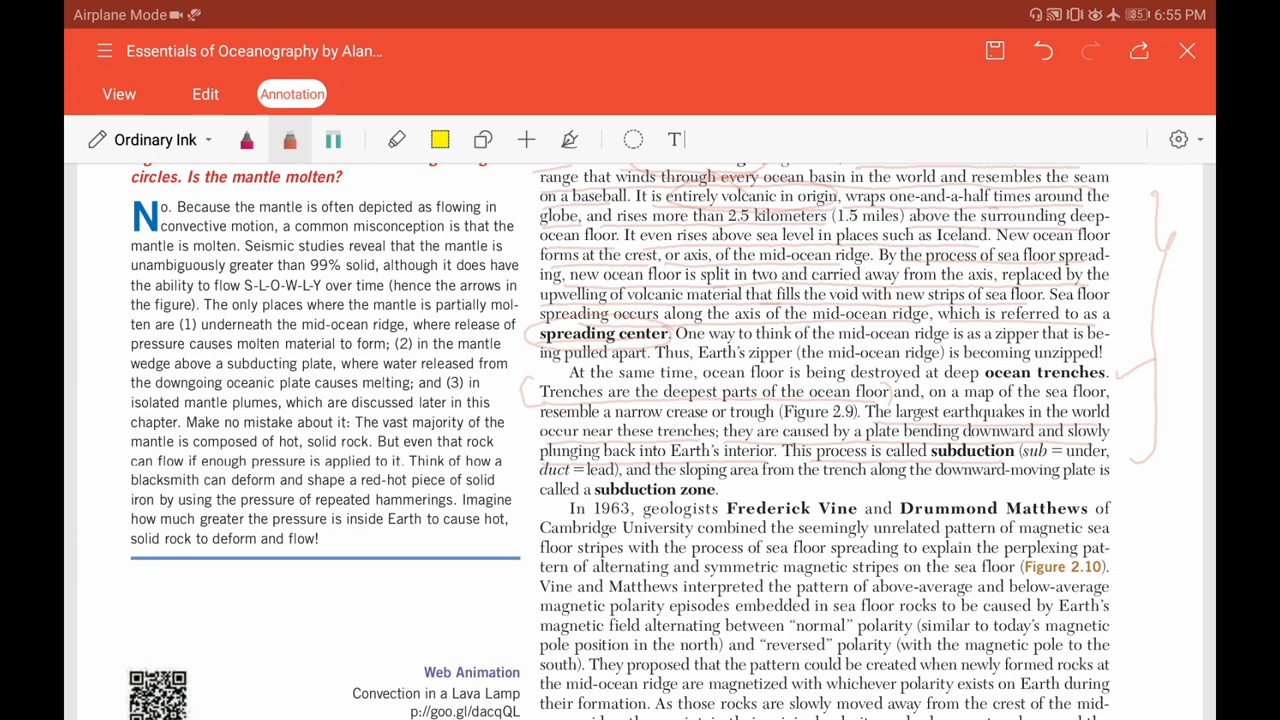 Airplane Mode
85
6:55 PM
Essentials of Oceanography by Alan...
View
Edit
Annotation
Ordinary Ink
T
circles. Is the mantle molten?
No. Because the mantle is often depicted as flowing in
convective motion, a common misconception is that the
mantle is molten. Seismic studies reveal that the mantle is
unambiguously greater than 99% solid, although it does have
the ability to flow S-L-O-W-L-Y over time (hence the arrows in
the figure). The only places where the mantle is partially mol-
ten are (1) underneath the mid-ocean ridge, where release of
pressure causes molten material to form; (2) in the mantle
wedge above a subducting plate, where water released from
the downgoing oceanic plate causes melting; and (3) in
isolated mantle plumes, which are discussed later in this
chapter. Make no mistake about it: The vast majority of the
mantle is composed of hot, solid rock. But even that rock
can flow if enough pressure is applied to it. Think of how a
blacksmith can deform and shape a red-hot piece of solid
iron by using the pressure of repeated hammerings. Imagine
how much greater the pressure is inside Earth to cause hot,
solid rock to deform and flow!
Web Animation
Convection in a Lava Lamp
p://goo.gl/dacqQL
range that winds through every ocean basin in the world and resembles the seam
on a baseball. It is entirely volcanic in origin, wraps one-and-a-half times around the
globe, and rises more than 2.5 kilometers (1.5 miles) above the surrounding deep-
ocean floor. It even rises above sea level in places such as Iceland. New ocean floor
forms at the crest, or axis, of the mid-ocean ridge. By the process of sea floor spread-
ing, new ocean floor is split in two and carried away from the axis, replaced by the
upwelling of volcanic material that fills the void with new strips of sea floor. Sea floor
spreading occurs along the axis of the mid-ocean ridge, which is referred to as a
spreading center. One way to think of the mid-ocean ridge is as a zipper that is be-
ing pulled apart. Thus, Earth's zipper (the mid-ocean ridge) is becoming unzipped!
At the same time, ocean floor is being destroyed at deep ocean trenches.
Trenches are the deepest parts of the ocean floor and, on a map of the sea floor,
resemble a narrow crease or trough (Figure 2.9). The largest earthquakes in the world
occur near these trenches; they are caused by a plate bending downward and slowly
plunging back into Earth's interior. This process is called subduction (sub = under,
duct = lead), and the sloping area from the trench along the downward-moving plate is
called a subduction zone.
In 1963, geologists Frederick Vine and Drummond Matthews of
Cambridge University combined the seemingly unrelated pattern of magnetic sea
floor stripes with the process of sea floor spreading to explain the perplexing pat-
tern of alternating and symmetric magnetic stripes on the sea floor (Figure 2.10).
Vine and Matthews interpreted the pattern of above-average and below-average
magnetic polarity episodes embedded in sea floor rocks to be caused by Earth's
magnetic field alternating between “normal” polarity (similar to today's magnetic
pole position in the north) and “reversed” polarity (with the magnetic pole to the
south). They proposed that the pattern could be created when newly formed rocks at
the mid-ocean ridge are magnetized with whichever polarity exists on Earth during
their formation. As those rocks are slowly moved away from the crest of the mid-